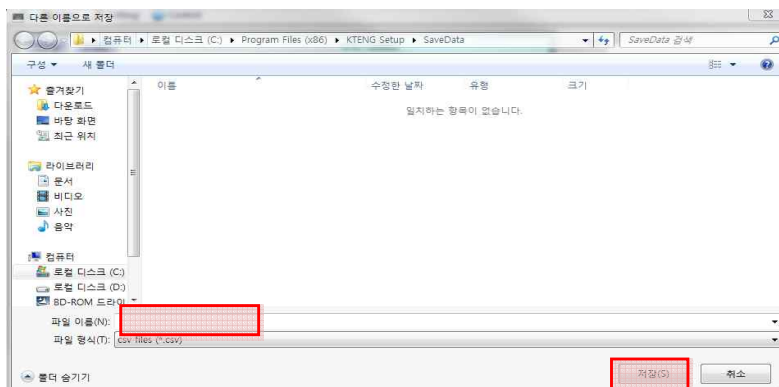 다른 이름으로 저장
컴퓨터 ▸ 로컬 디스크 (C:) ▸ Program Files (x86) ▸ KTENG Setup ▸ SaveData
SaveData 검색
구성 ▼ 새 폴더
이름 수정한 날짜 유형 크기
일치하는 항목이 없습니다.
즐겨찾기
다운로드
바탕 화면
최근 위치
라이브러리
문서
비디오
사진
음악
컴퓨터
로컬 디스크 (C:)
로컬 디스크 (D:)
BD-ROM 드라이
파일 이름(N):
파일 형식(T): csv files (*.csv)
폴더 숨기기
저장(S) 취소